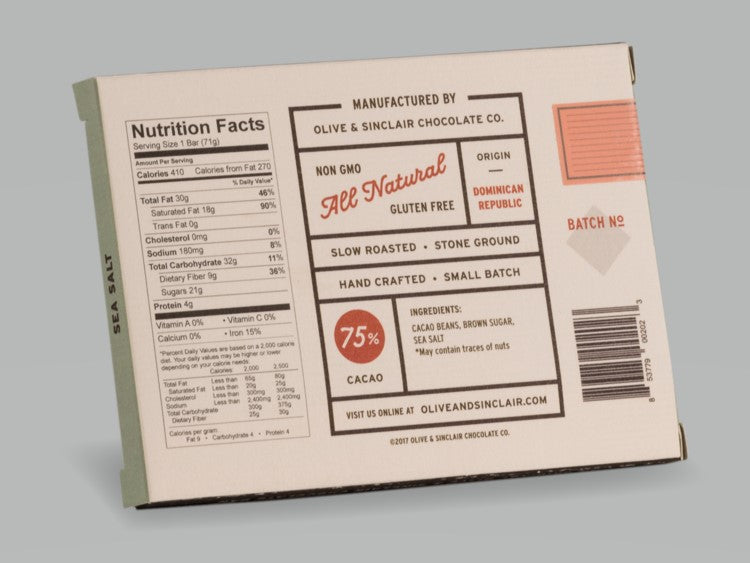 SEA SALT
Nutrition Facts
Serving Size 1 Bar (71g)
Amount Per Serving
Calories 410 Calories from Fat 270
% Daily Value*
Total Fat 30g 46%
Saturated Fat 18g 90%
Trans Fat 0g
Cholesterol 0mg 0%
Sodium 180mg 8%
Total Carbohydrate 32g 11%
Dietary Fiber 9g 36%
Sugars 21g
Protein 4g
Vitamin A 0% • Vitamin C 0%
Calcium 0% • Iron 15%
*Percent Daily Values are based on a 2,000 calorie
diet. Your daily values may be higher or lower
depending on your calorie needs:
Calories: 2,000 2,500
Total Fat Less than 65g 80g
Saturated Fat Less than 20g 25g
Cholesterol Less than 300mg 300mg
Sodium Less than 2,400mg 2,400mg
Total Carbohydrate 300g 375g
Dietary Fiber 25g 30g
Calories per gram:
Fat 9 • Carbohydrate 4 • Protein 4
MANUFACTURED BY
OLIVE & SINCLAIR CHOCOLATE CO.
NON GMO
All Natural
GLUTEN FREE
ORIGIN
—
DOMINICAN
REPUBLIC
SLOW ROASTED • STONE GROUND
HAND CRAFTED • SMALL BATCH
75%
CACAO
INGREDIENTS:
CACAO BEANS, BROWN SUGAR,
SEA SALT
*May contain traces of nuts
VISIT US ONLINE AT OLIVEANDSINCLAIR.COM
©2017 OLIVE & SINCLAIR CHOCOLATE CO.
BATCH Nº
8 53779 00202 3